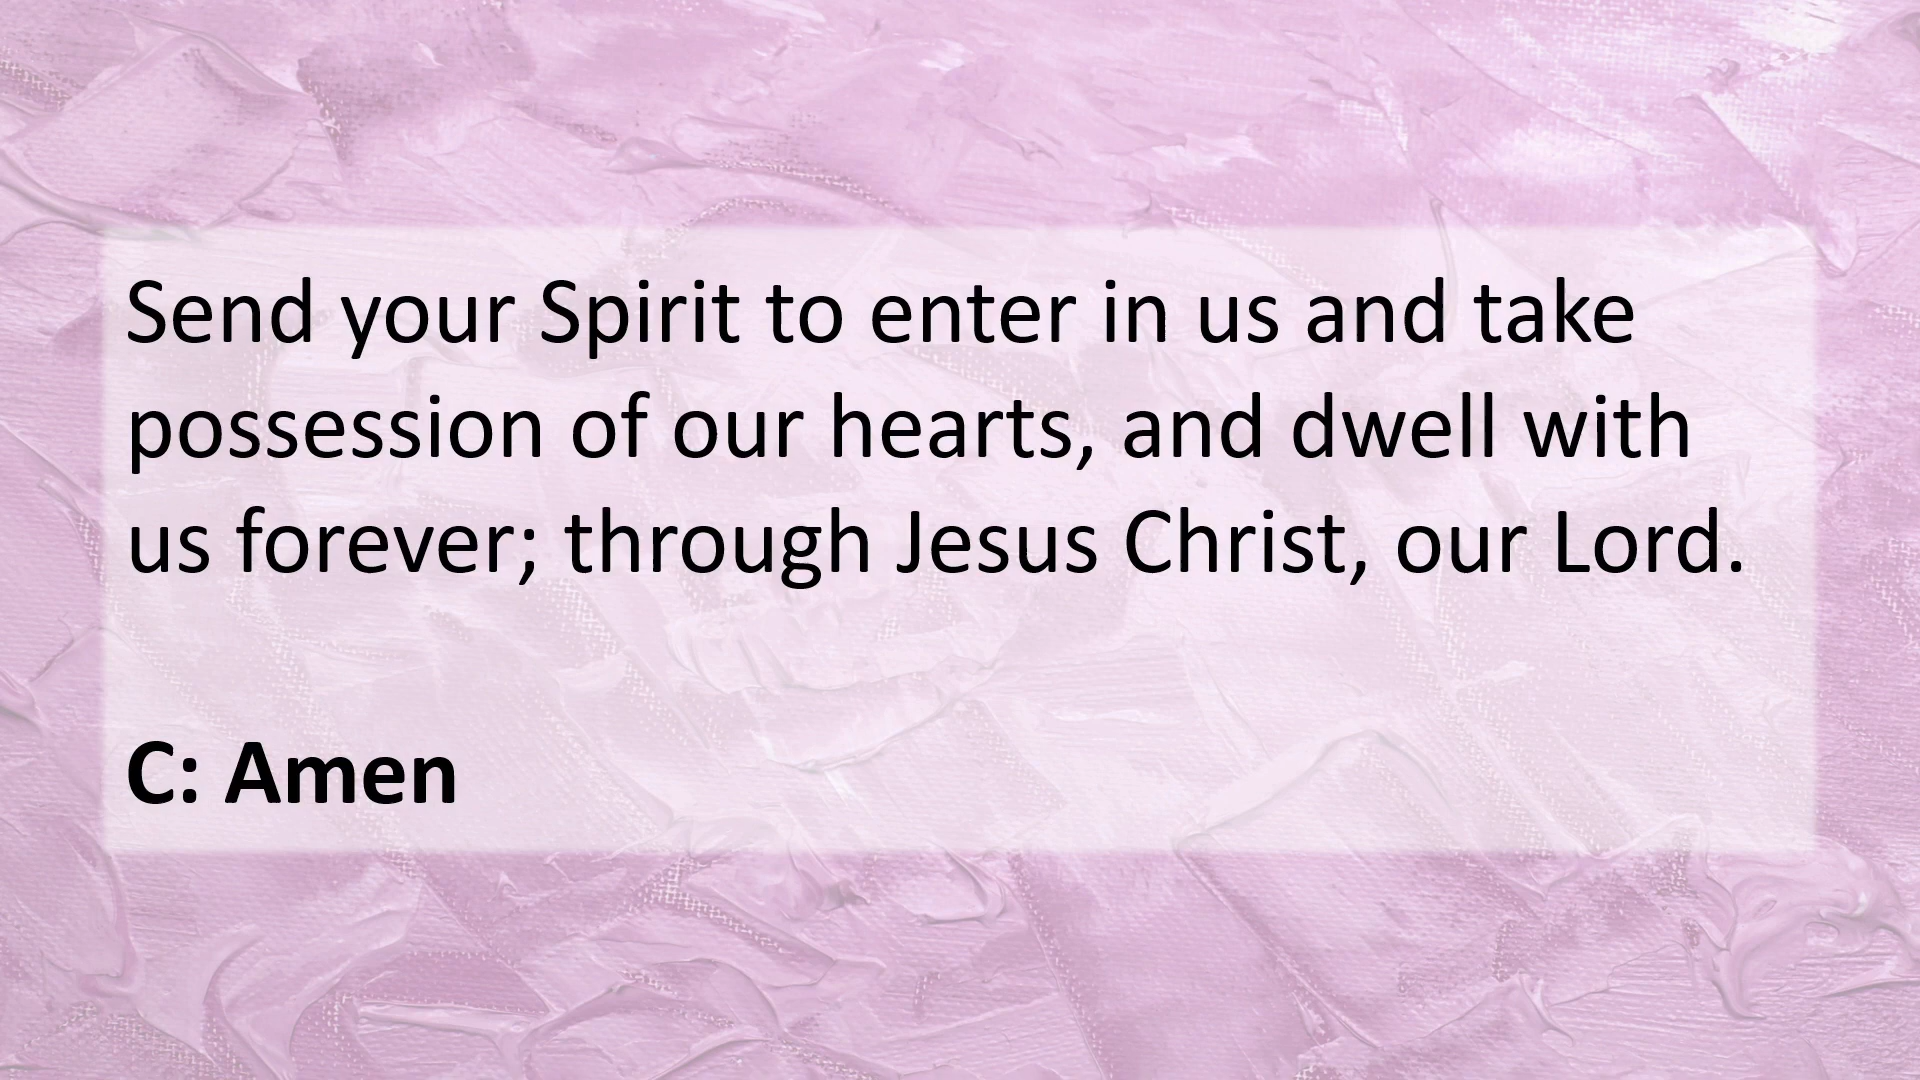 Send your Spirit to enter in us and take
possession of our hearts, and dwell with
us forever; through Jesus Christ, our Lord.
C: Amen